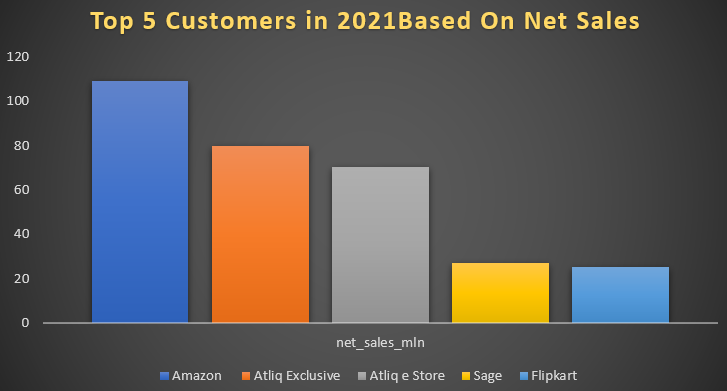 Top 5 Customers in 2021Based On Net Sales
120
100
80
60
40
20
0
net_sales_mln
Amazon Atliq Exclusive Atliq e Store Sage Flipkart